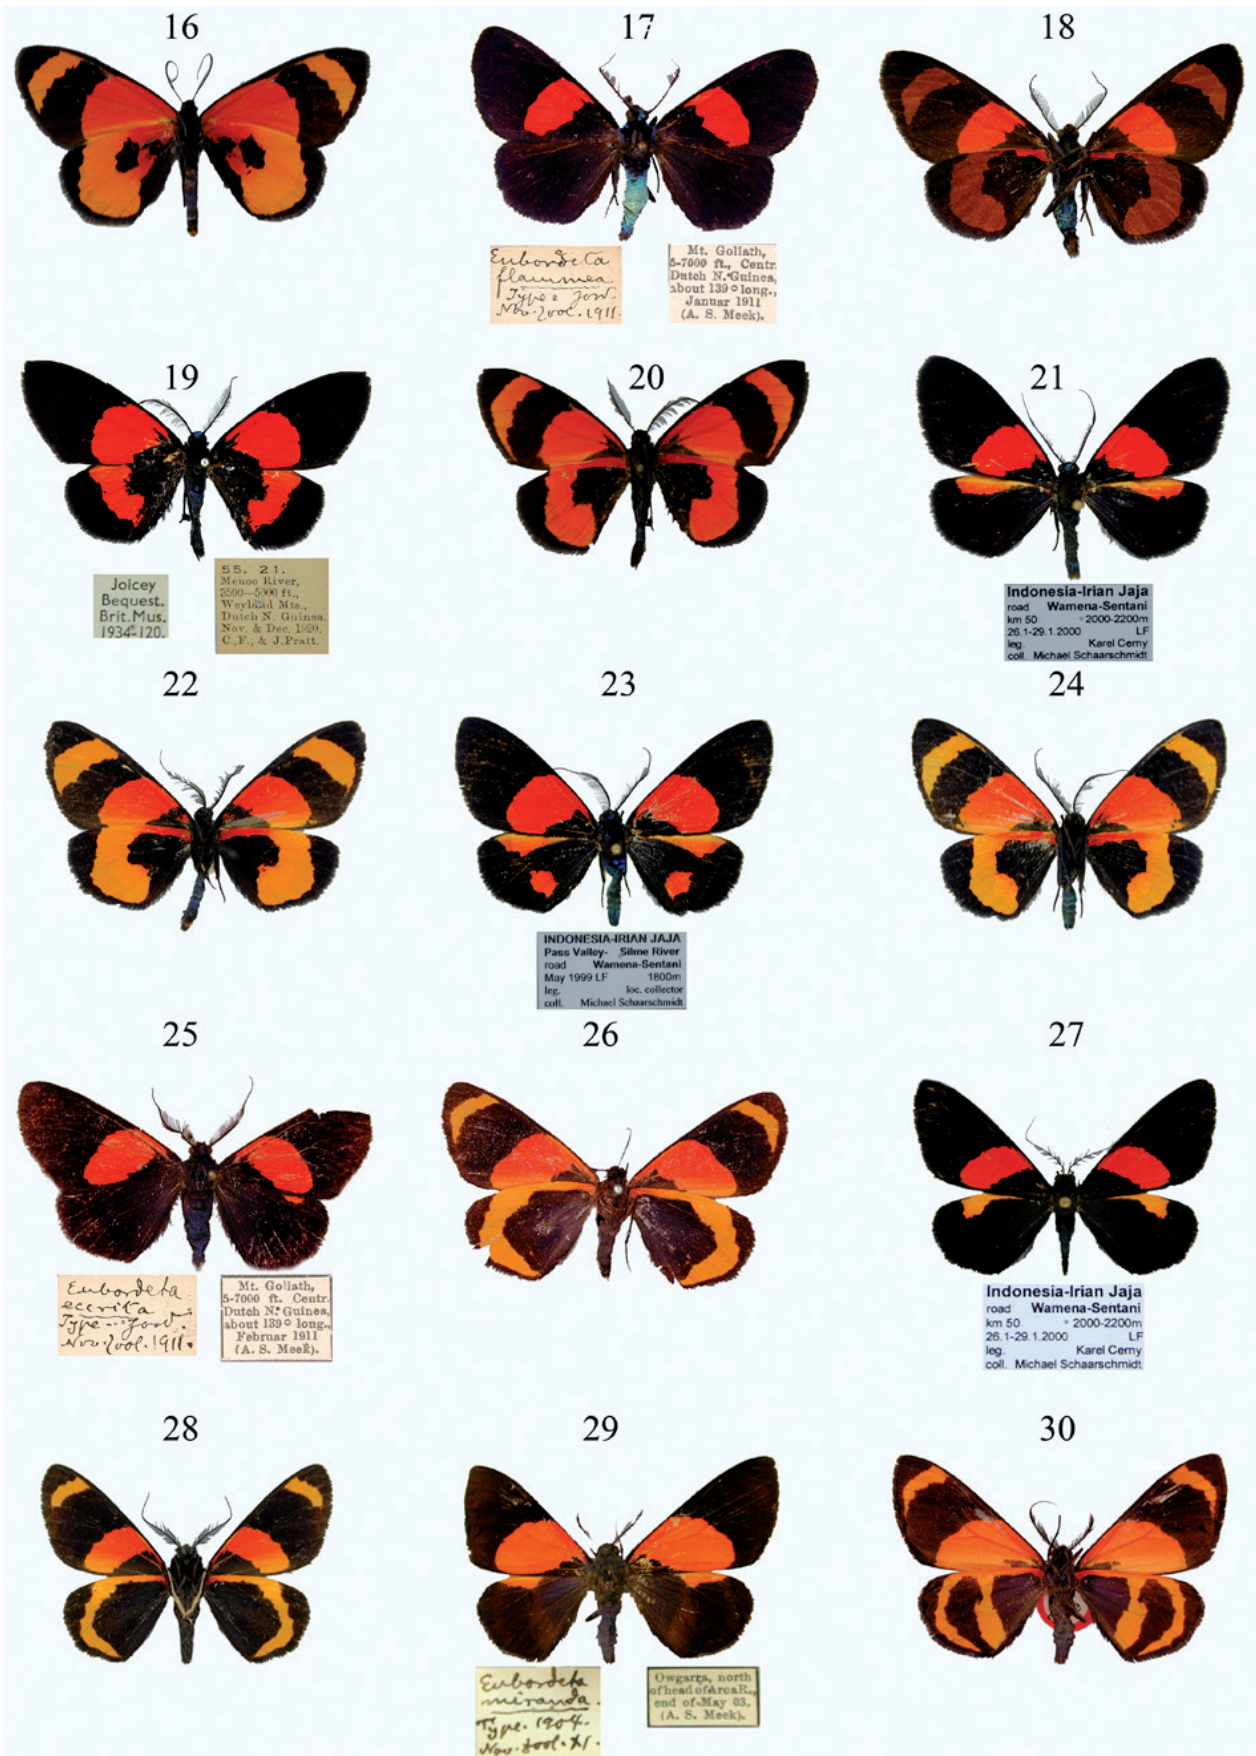 16
17
18
Eubordeta
flammea
Type: Jord.
Nov. Zool. 1911.
Mt. Goliath,
5-7000 ft., Centr.
Dutch N. Guinea,
about 139° long.,
Januar 1911
(A. S. Meek).
19
20
21
Joicey
Bequest.
Brit. Mus.
1934-120.
55. 21.
Menoo River,
3500—5000 ft.,
Weyland Mts.,
Dutch N. Guinea.
Nov. & Dec. 1920.
C., F., & J. Pratt.
Indonesia-Irian Jaja
road Wamena-Sentani
km 50 ° 2000-2200m
26.1-29.1.2000 LF
leg. Karel Cerny
coll. Michael Schaarschmidt
22
23
24
INDONESIA-IRIAN JAJA
Pass Valley- Silme River
road Wamena-Sentani
May 1999 LF 1800m
leg. loc. collector
coll. Michael Schaarschmidt
25
26
27
Eubordeta
eccrita
Type Jord.
Nov. Zool. 1911.
Mt. Goliath,
5-7000 ft. Centr.
Dutch N. Guinea,
about 139° long.,
Februar 1911
(A. S. Meek).
Indonesia-Irian Jaja
road Wamena-Sentani
km 50 ° 2000-2200m
26.1-29.1.2000 LF
leg. Karel Cerny
coll. Michael Schaarschmidt
28
29
30
Eubordeta
miranda.
Type. 1904.
Nov. Zool. XI.
Owgarra, north
of head of Aroa R.,
end of May 03.
(A. S. Meek).